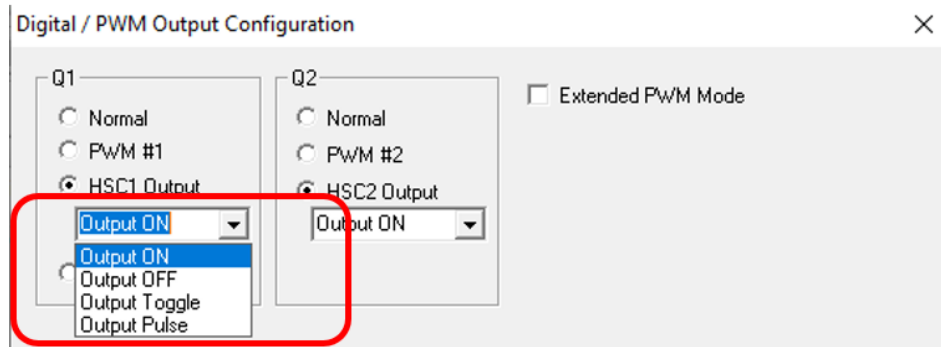 Digital / PWM Output Configuration
Q1
Normal
PWM #1
HSC1 Output
Output ON
Output ON
Output OFF
Output Toggle
Output Pulse
Q2
Normal
PWM #2
HSC2 Output
Output ON
Extended PWM Mode